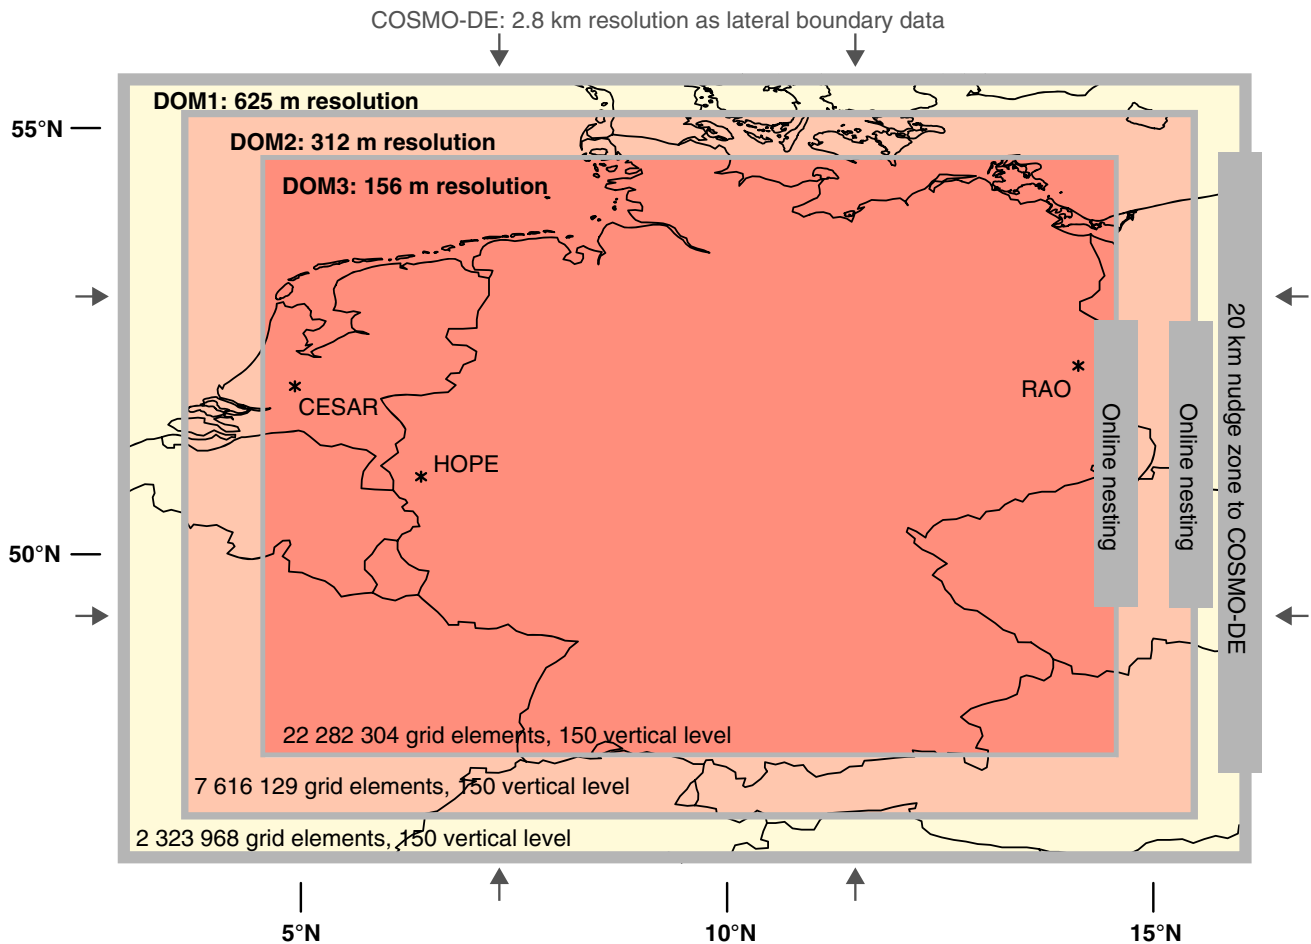 COSMO-DE: 2.8 km resolution as lateral boundary data
DOM1: 625 m resolution
55°N
DOM2: 312 m resolution
DOM3: 156 m resolution
CESAR
RAO
HOPE
Online nesting
Online nesting
20 km nudge zone to COSMO-DE
50°N
22 282 304 grid elements, 150 vertical level
7 616 129 grid elements, 150 vertical level
2 323 968 grid elements, 150 vertical level
5°N
10°N
15°N